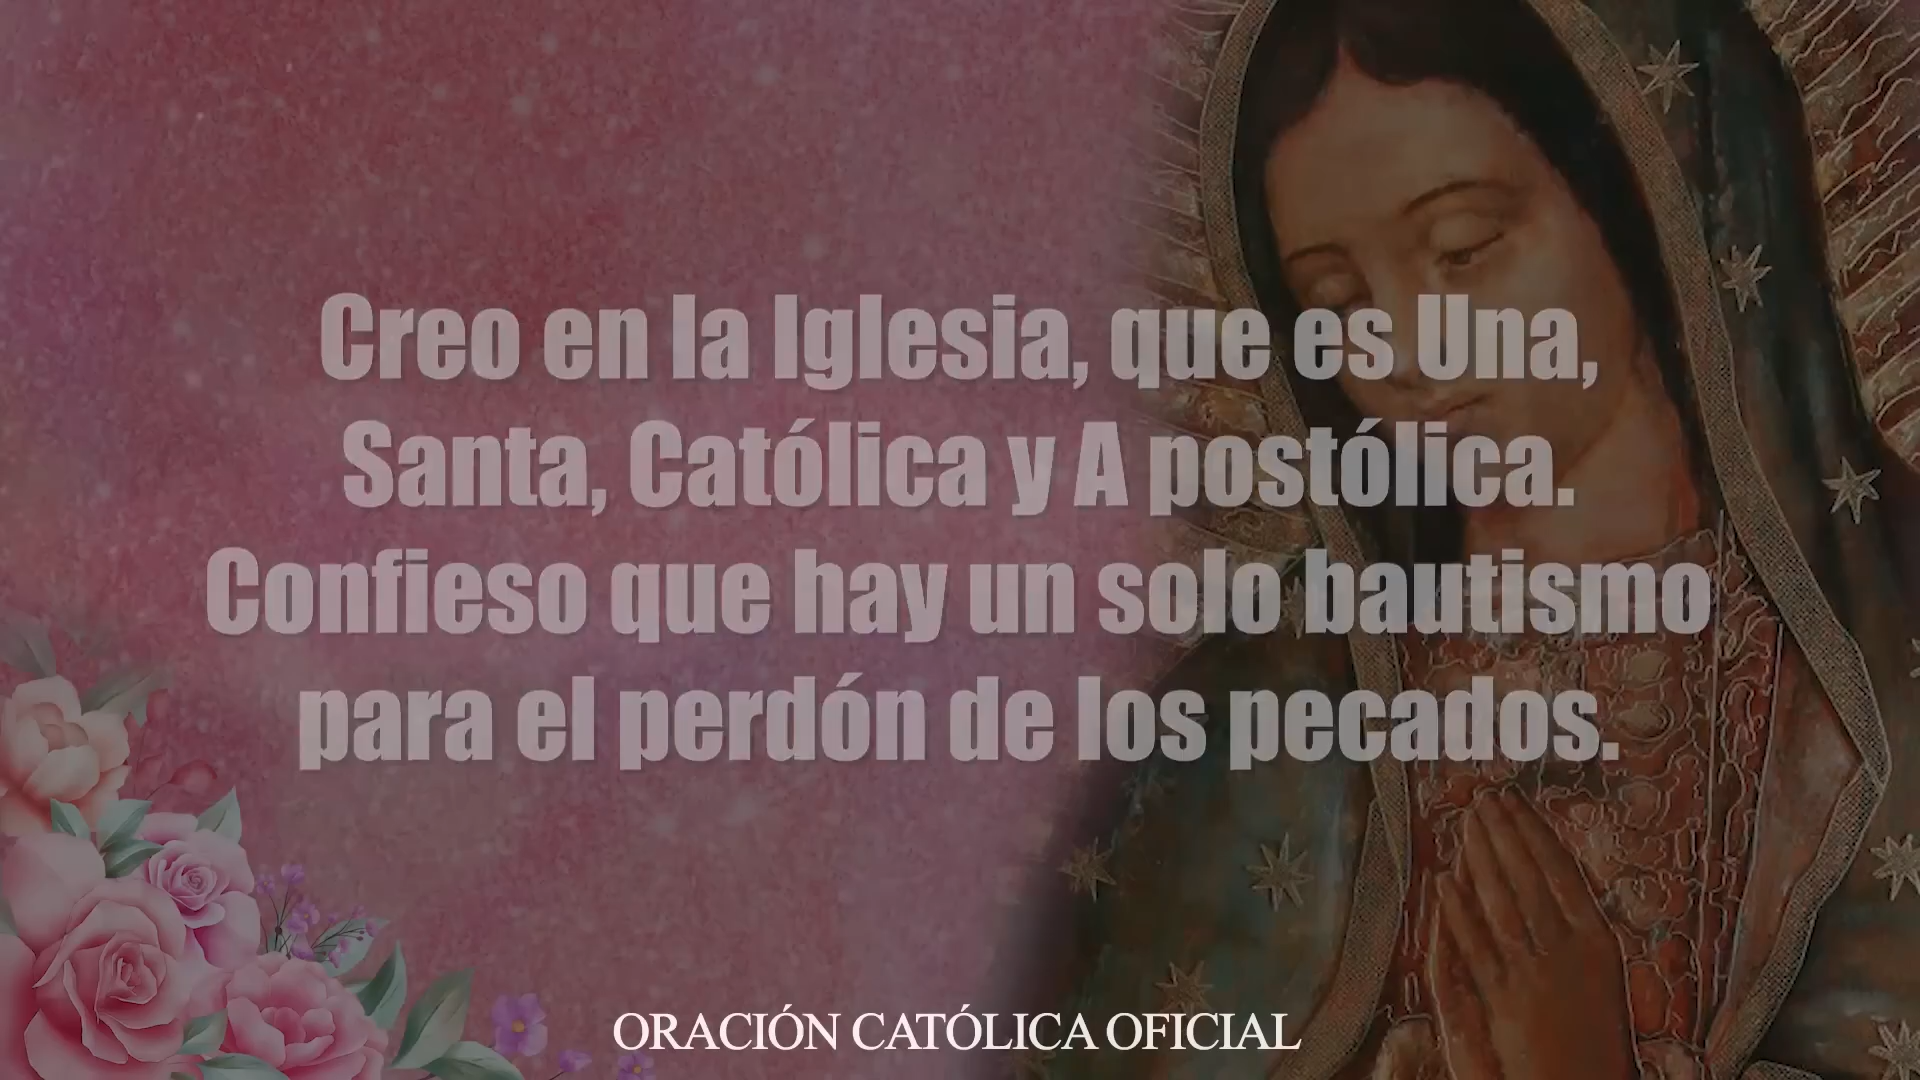 Creo en la Iglesia, que es Una,
Santa, Católica y A postólica.
Confieso que hay un solo bautismo
para el perdón de los pecados.
ORACIÓN CATÓLICA OFICIAL